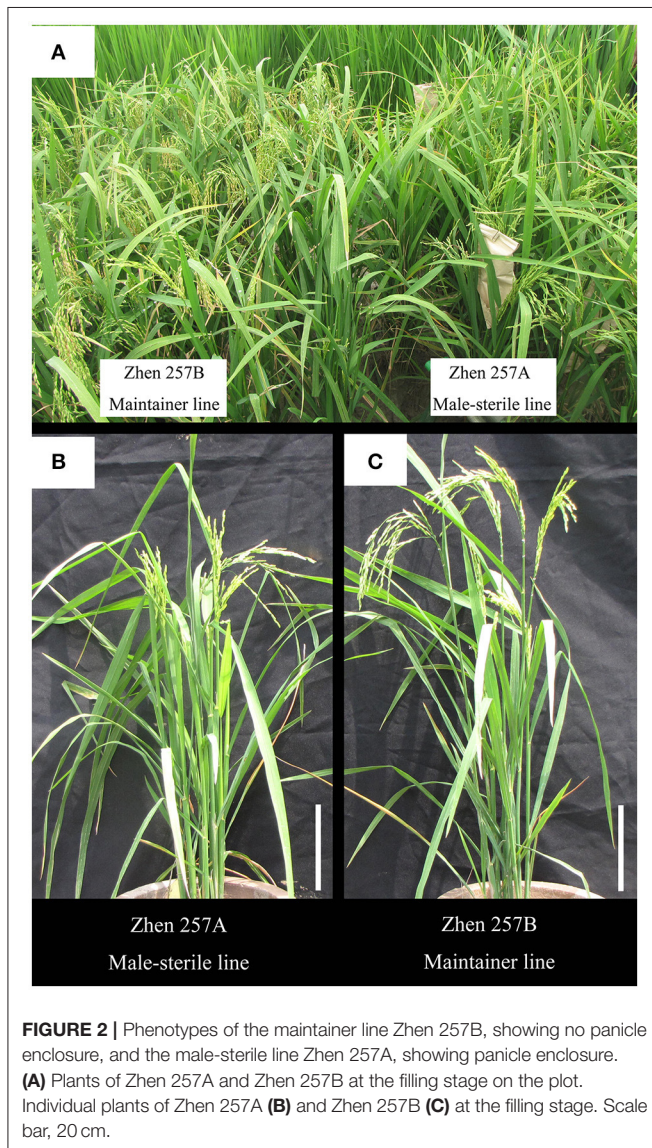 A
Zhen 257B
Maintainer line
Zhen 257A
Male-sterile line
B
C
Zhen 257A
Male-sterile line
Zhen 257B
Maintainer line
FIGURE 2 | Phenotypes of the maintainer line Zhen 257B, showing no panicle
enclosure, and the male-sterile line Zhen 257A, showing panicle enclosure.
(A) Plants of Zhen 257A and Zhen 257B at the filling stage on the plot.
Individual plants of Zhen 257A (B) and Zhen 257B (C) at the filling stage. Scale
bar, 20 cm.